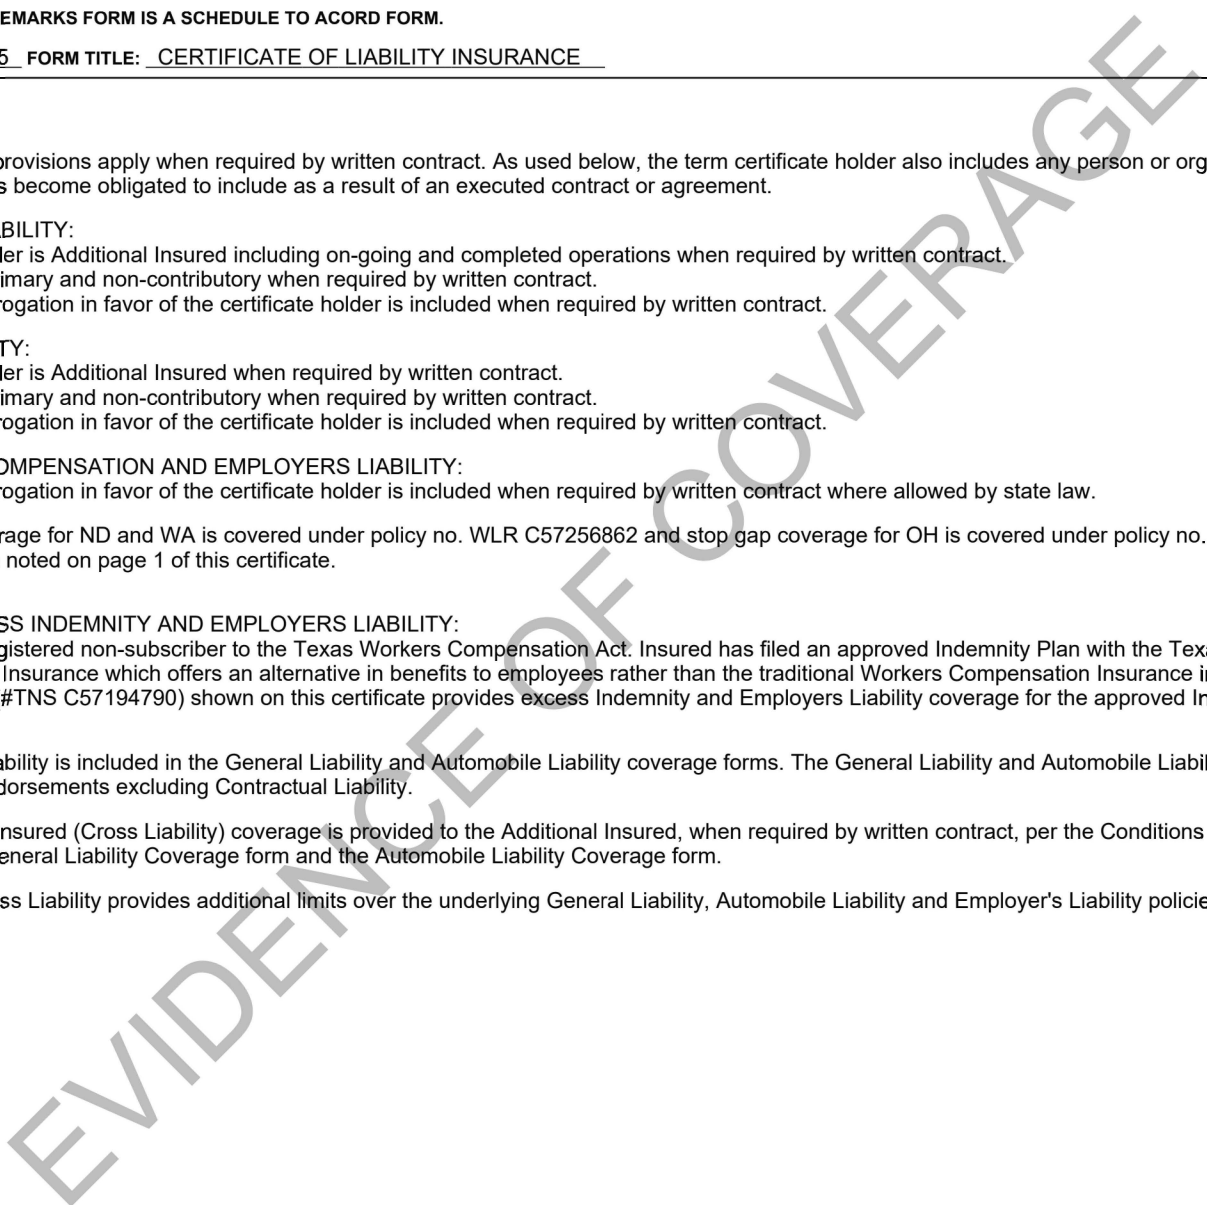 EMARKS FORM IS A SCHEDULE TO ACORD FORM.
5 FORM TITLE: CERTIFICATE OF LIABILITY INSURANCE
provisions apply when required by written contract. As used below, the term certificate holder also includes any person or org
s become obligated to include as a result of an executed contract or agreement.
BILITY:
er is Additional Insured including on-going and completed operations when required by written contract.
imary and non-contributory when required by written contract.
rogation in favor of the certificate holder is included when required by written contract.
TY:
er is Additional Insured when required by written contract.
imary and non-contributory when required by written contract.
rogation in favor of the certificate holder is included when required by written contract.
OMPENSATION AND EMPLOYERS LIABILITY:
rogation in favor of the certificate holder is included when required by written contract where allowed by state law.
rage for ND and WA is covered under policy no. WLR C57256862 and stop gap coverage for OH is covered under policy no.
noted on page 1 of this certificate.
SS INDEMNITY AND EMPLOYERS LIABILITY:
gistered non-subscriber to the Texas Workers Compensation Act. Insured has filed an approved Indemnity Plan with the Tex
Insurance which offers an alternative in benefits to employees rather than the traditional Workers Compensation Insurance i
#TNS C57194790) shown on this certificate provides excess Indemnity and Employers Liability coverage for the approved In
ability is included in the General Liability and Automobile Liability coverage forms. The General Liability and Automobile Liabil
dorsements excluding Contractual Liability.
nsured (Cross Liability) coverage is provided to the Additional Insured, when required by written contract, per the Conditions
eneral Liability Coverage form and the Automobile Liability Coverage form.
ss Liability provides additional limits over the underlying General Liability, Automobile Liability and Employer's Liability policie
EVIDENCE OF COVERAGE